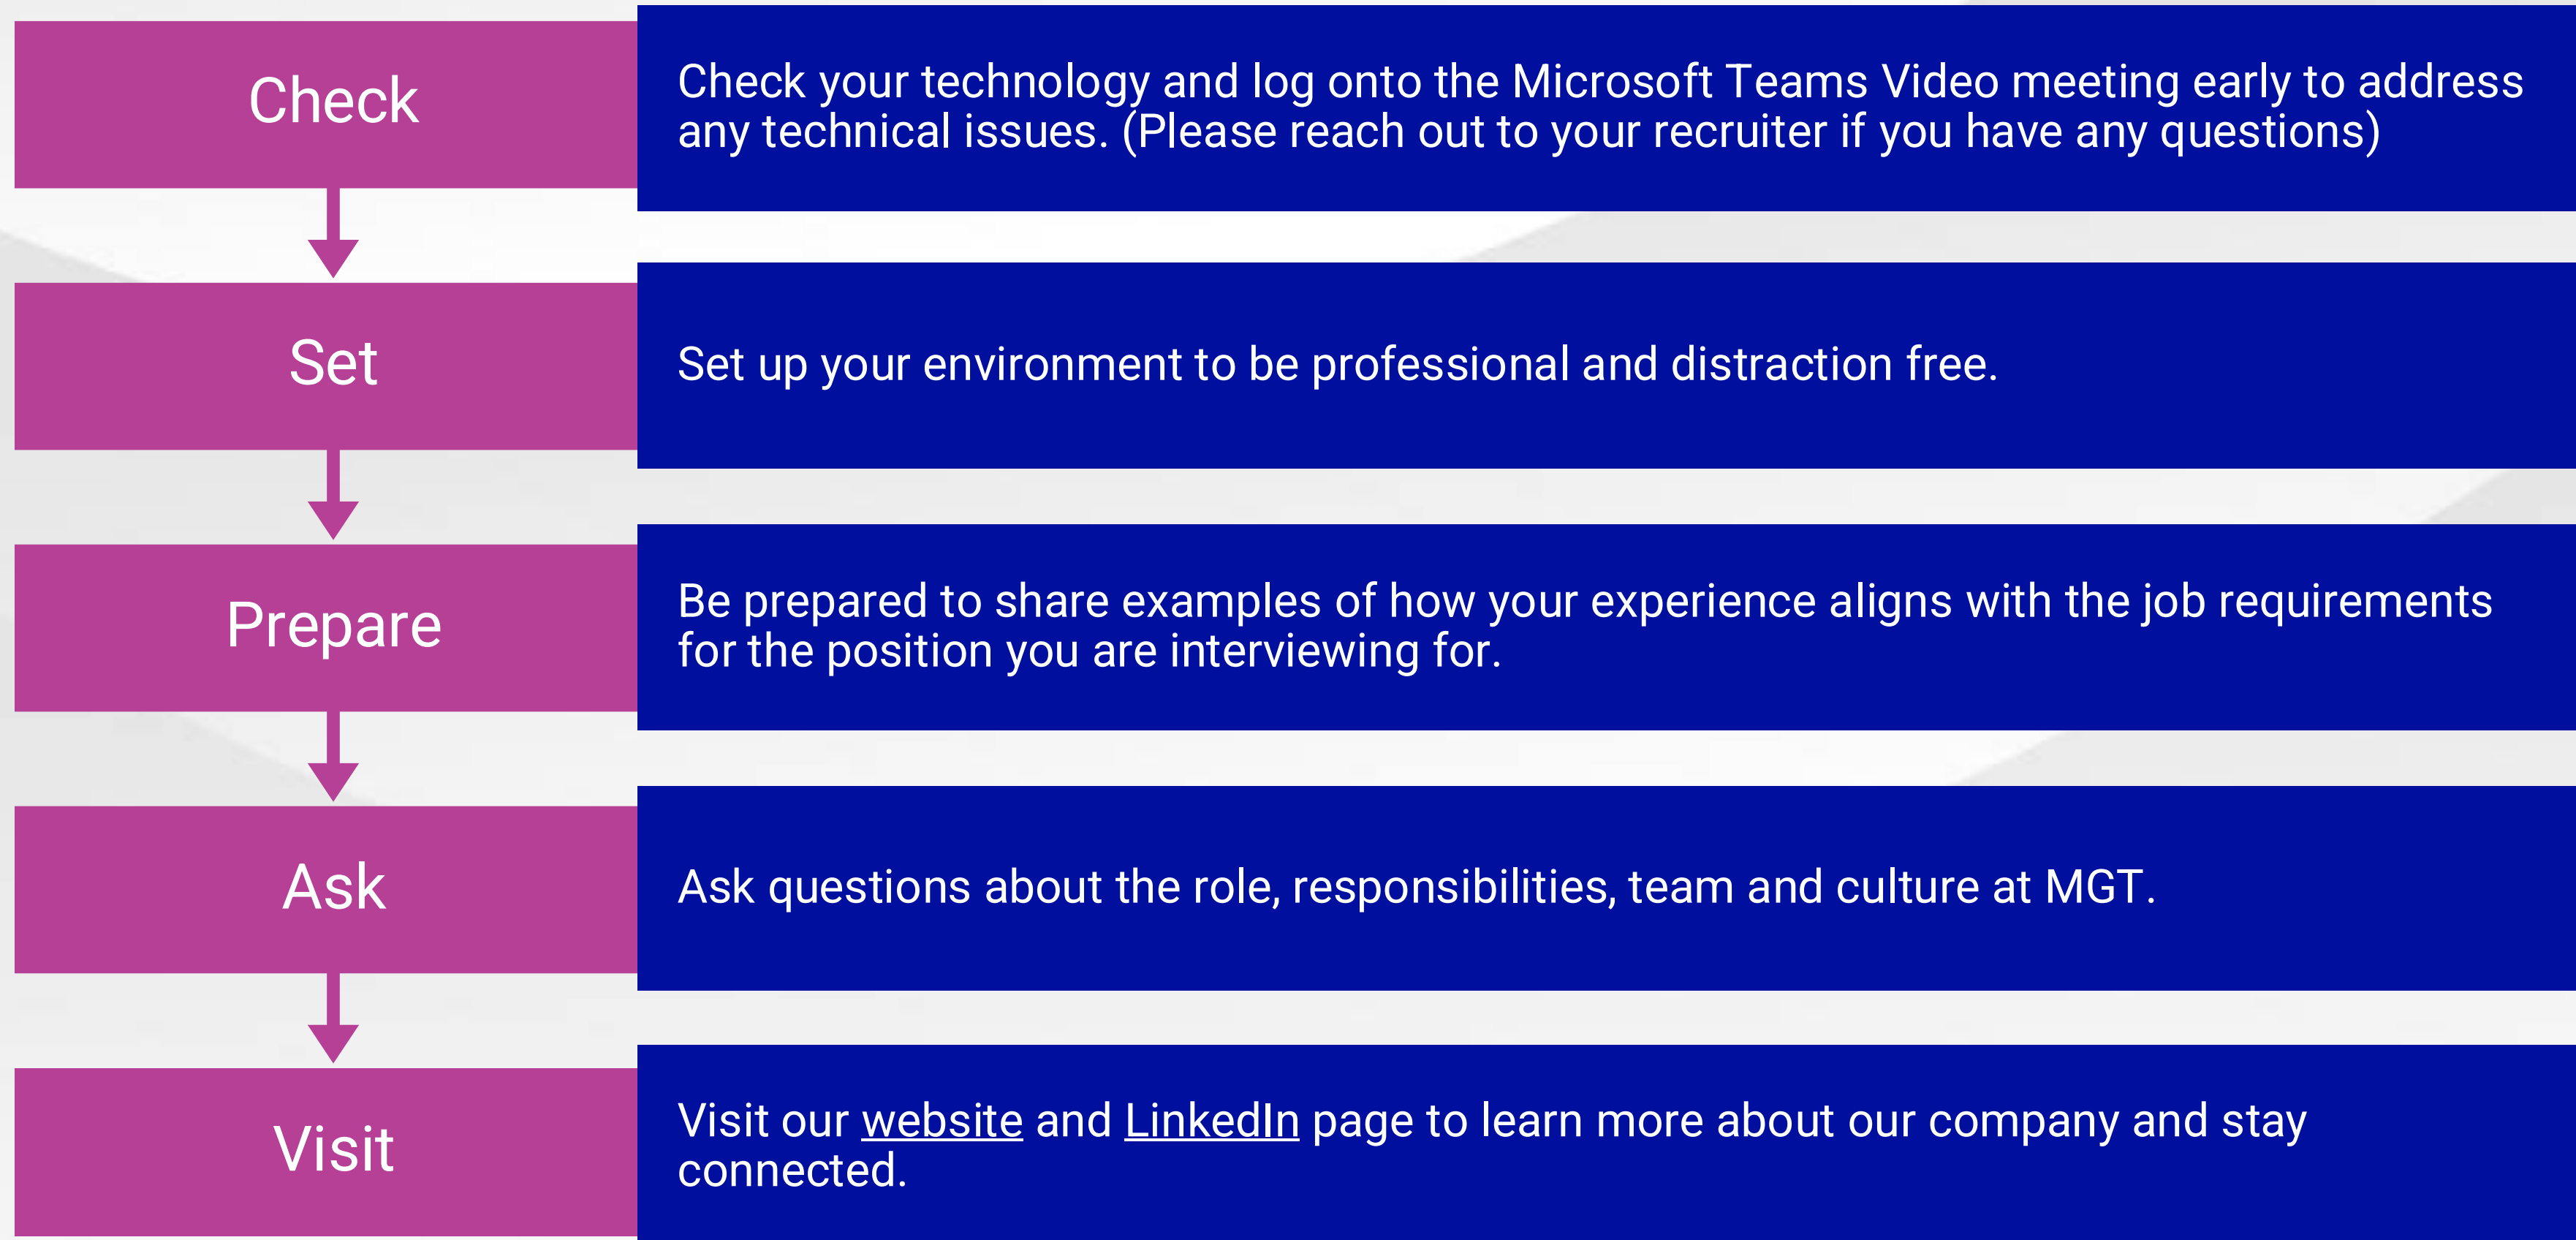 Check
Check your technology and log onto the Microsoft Teams Video meeting early to address
any technical issues. (Please reach out to your recruiter if you have any questions)
Set
Set up your environment to be professional and distraction free.
Prepare
Be prepared to share examples of how your experience aligns with the job requirements
for the position you are interviewing for.
Ask
Ask questions about the role, responsibilities, team and culture at MGT.
Visit
Visit our website and LinkedIn page to learn more about our company and stay
connected.